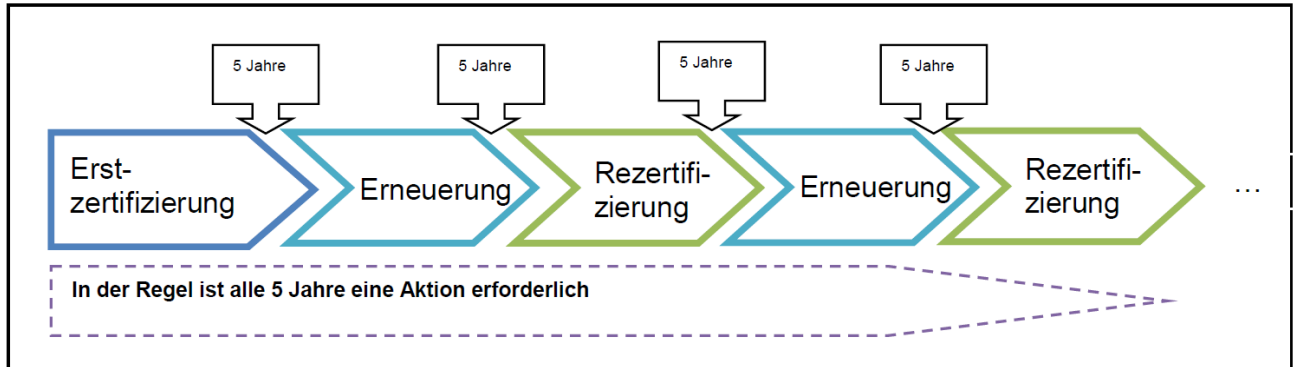 5 Jahre
5 Jahre
5 Jahre
5 Jahre
Erst-
zertifizierung
Erneuerung
Rezertifi-
zierung
Erneuerung
Rezertifi-
zierung
...
In der Regel ist alle 5 Jahre eine Aktion erforderlich